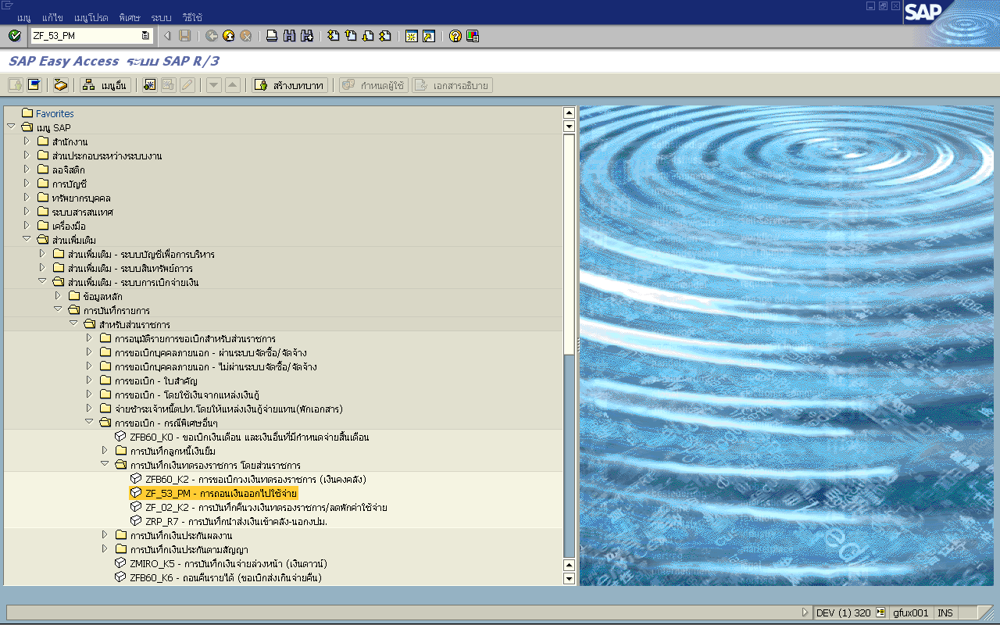 เมนู แก้ไข เมนูโปรด พิเศษ ระบบ วิธีใช้
SAP
ZF_53_PM
SAP Easy Access ระบบ SAP R/3
เมนูอื่น สร้างบทบาท กำหนดผู้ใช้ เอกสารอธิบาย
Favorites
เมนู SAP
สำนักงาน
ส่วนประกอบระหว่างระบบงาน
ลอจิสติก
การบัญชี
ทรัพยากรบุคคล
ระบบสารสนเทศ
เครื่องมือ
ส่วนเพิ่มเติม
ส่วนเพิ่มเติม - ระบบบัญชีเพื่อการบริหาร
ส่วนเพิ่มเติม - ระบบสินทรัพย์ถาวร
ส่วนเพิ่มเติม - ระบบการเบิกจ่ายเงิน
ข้อมูลหลัก
การบันทึกรายการ
สำหรับส่วนราชการ
การอนุมัติรายการขอเบิกสำหรับส่วนราชการ
การขอเบิกบุคคลภายนอก - ผ่านระบบจัดซื้อ/จัดจ้าง
การขอเบิกบุคคลภายนอก - ไม่ผ่านระบบจัดซื้อ/จัดจ้าง
การขอเบิก - ใบสำคัญ
การขอเบิก - โดยใช้เงินจากแหล่งเงินกู้
จ่ายชำระเจ้าหนี้ตปท.โดยให้แหล่งเงินกู้จ่ายแทน(พักเอกสาร)
การขอเบิก - กรณีพิเศษอื่นๆ
ZFB60_K0 - ขอเบิกเงินเดือน และเงินอื่นที่มีกำหนดจ่ายสิ้นเดือน
การบันทึกลูกหนี้เงินยืม
การบันทึกเงินทดรองราชการ โดยส่วนราชการ
ZFB60_K2 - การขอเบิกวงเงินทดรองราชการ (เงินคงคลัง)
ZF_53_PM - การถอนเงินออกไปใช้จ่าย
ZF_02_K2 - การบันทึกคืนวงเงินทดรองราชการ/ลดพักค่าใช้จ่าย
ZRP_R7 - การบันทึกนำส่งเงินเข้าคลัง-นอกงปม.
การบันทึกเงินประกันผลงาน
การบันทึกเงินประกันตามสัญญา
ZMIRO_K5 - การบันทึกเงินจ่ายล่วงหน้า (เงินดาวน์)
ZFB60_K6 - ถอนคืนรายได้ (ขอเบิกส่งเกินจ่ายคืน)
DEV (1) 320 gfux001 INS